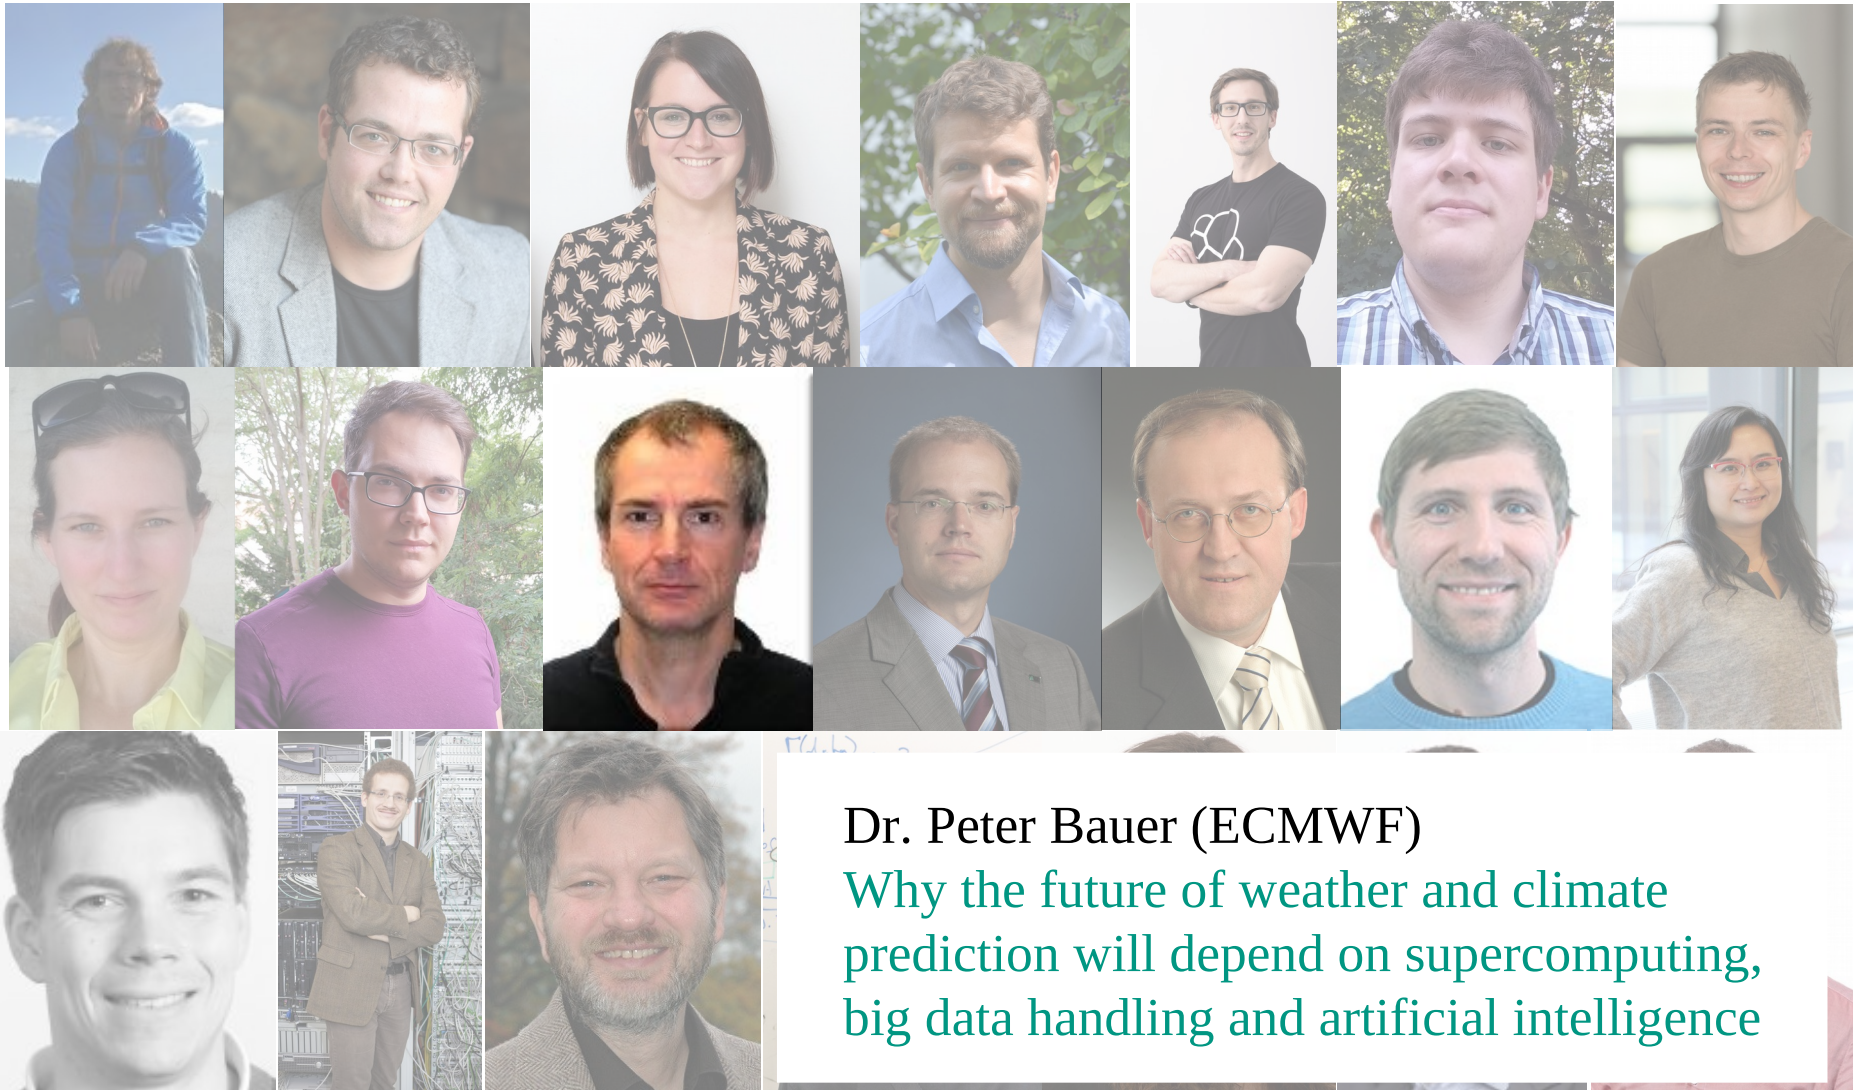 Dr. Peter Bauer (ECMWF)
Why the future of weather and climate
prediction will depend on supercomputing,
big data handling and artificial intelligence